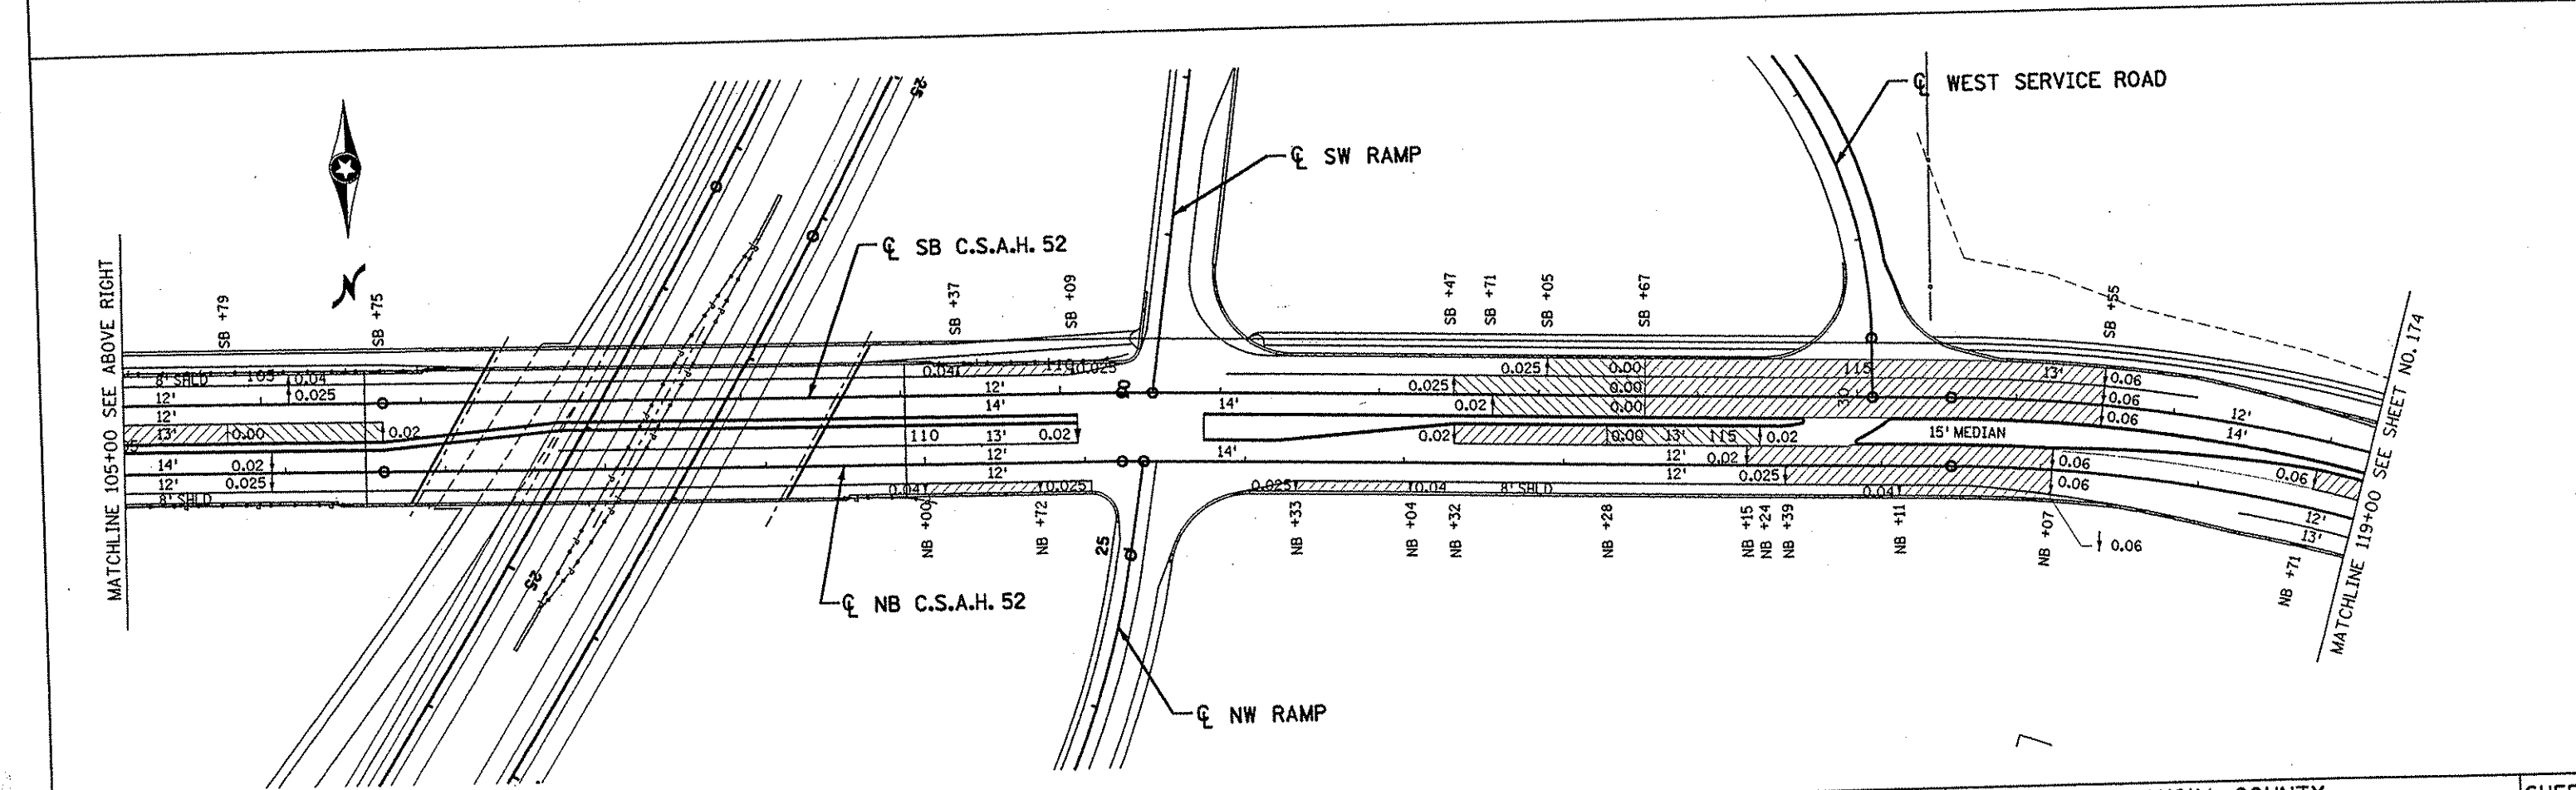 ℄ WEST SERVICE ROAD
℄ SW RAMP
℄ SB C.S.A.H. 52
25
N
MATCHLINE 105+00 SEE ABOVE RIGHT
SB +79
SB +75
SB +37
SB +09
SB +47
SB +71
SB +05
SB +67
SB +55
MATCHLINE 119+00 SEE SHEET NO. 174
8' SHLD
105
0.04
0.025
12'
12'
13'
0.00
0.02
14'
0.02
12'
0.025
8' SHLD
0.04
110
0.025
12'
14'
110
13'
0.02
12'
12'
0.04
0.025
14'
14'
0.025
0.00
0.025
0.00
0.02
0.00
0.02
0.00
13'
115
0.02
12'
0.02
12'
0.025
0.025
0.04
8' SHLD
0.04
115
30
13'
0.06
0.06
0.06
15' MEDIAN
12'
14'
0.06
0.06
0.06
12'
13'
0.06
NB +00
NB +72
25
NB +33
NB +04
NB +32
NB +28
NB +15
NB +24
NB +39
NB +11
NB +07
NB +71
25
℄ NB C.S.A.H. 52
℄ NW RAMP
COUNTY